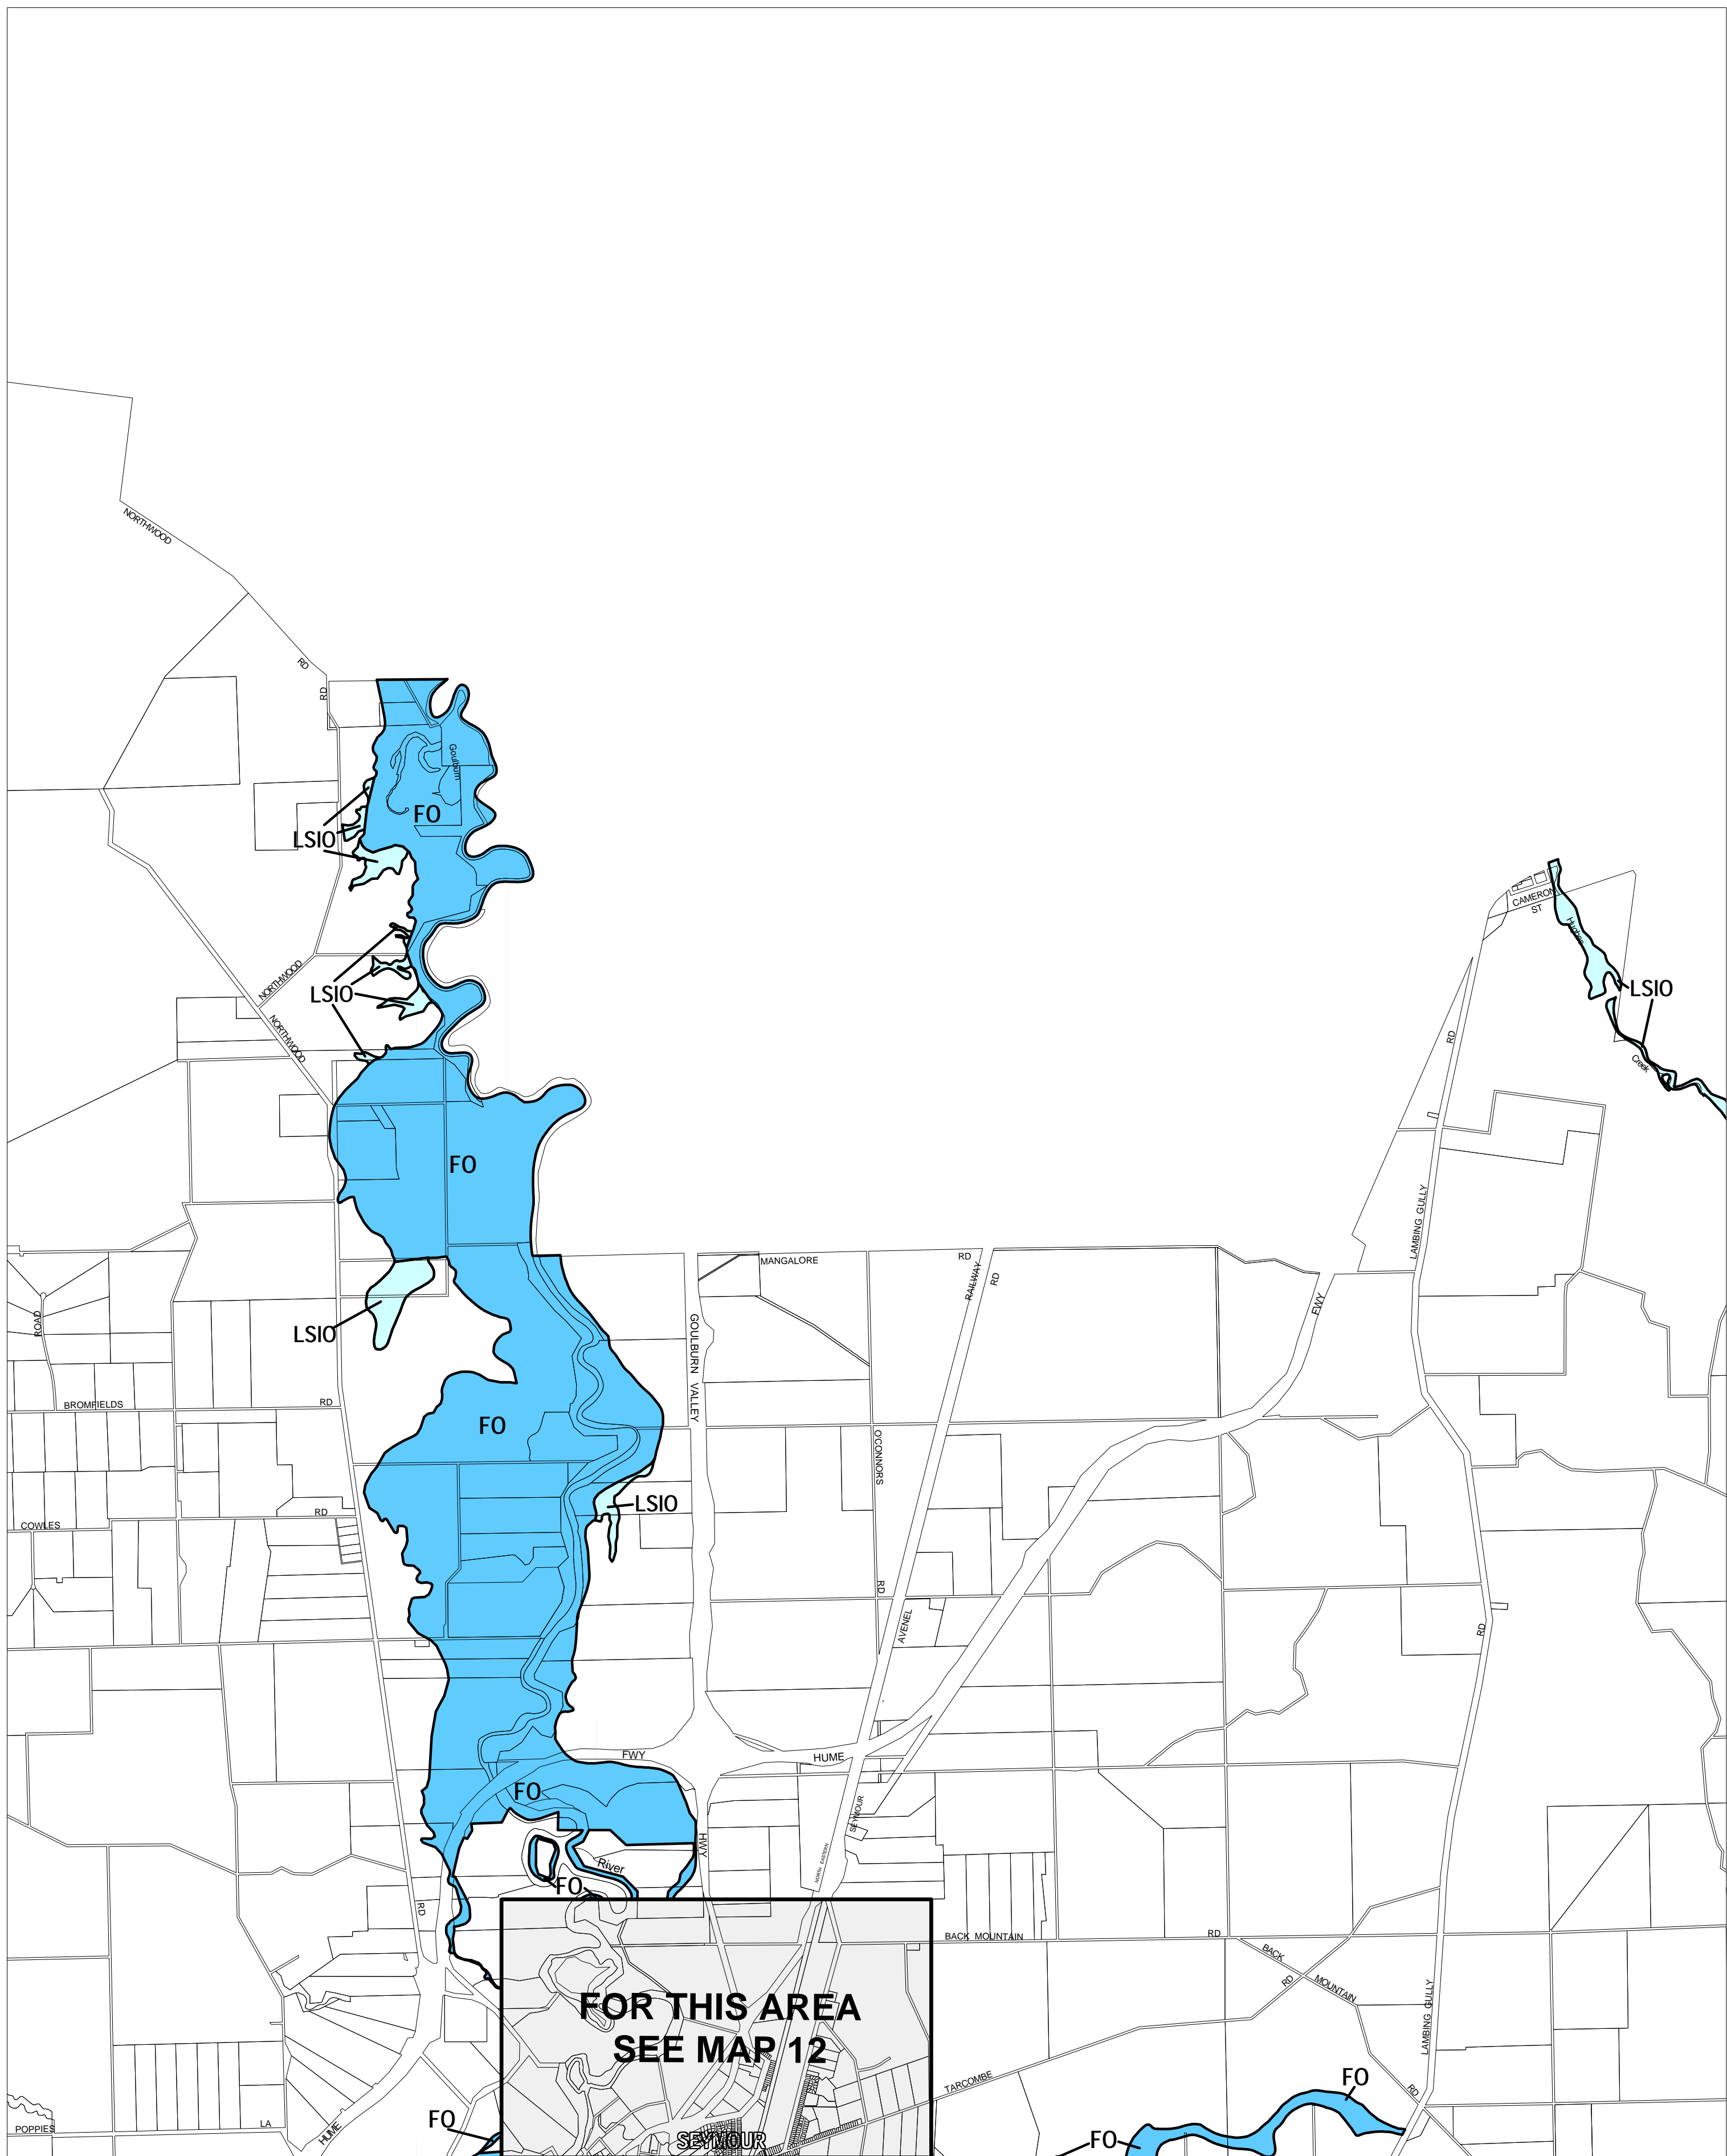 NORTHWOOD
RD
RD
Goulburn
FO
LSIO
CAMERON
ST
Hughes
LSIO
NORTHWOOD
LSIO
NORTHWOOD
RD
Creek
FO
LAMBING GULLY
MANGALORE
RD
RAILWAY
RD
FWY
ROAD
LSIO
GOULBURN VALLEY
BROMFIELDS
RD
FO
O'CONNORS
LSIO
COWLES
RD
RD
AVENEL
RD
FWY
HUME
FO
SEYMOUR
HWY
NORTH EASTERN
River
FO
RD
BACK MOUNTAIN
RD
BACK
MOUNTAIN
RD
LAMBING GULLY
FOR THIS AREA
SEE MAP 12
TARCOMBE
FO
RD
POPPIES
LA
HUME
FO
SEYMOUR
FO